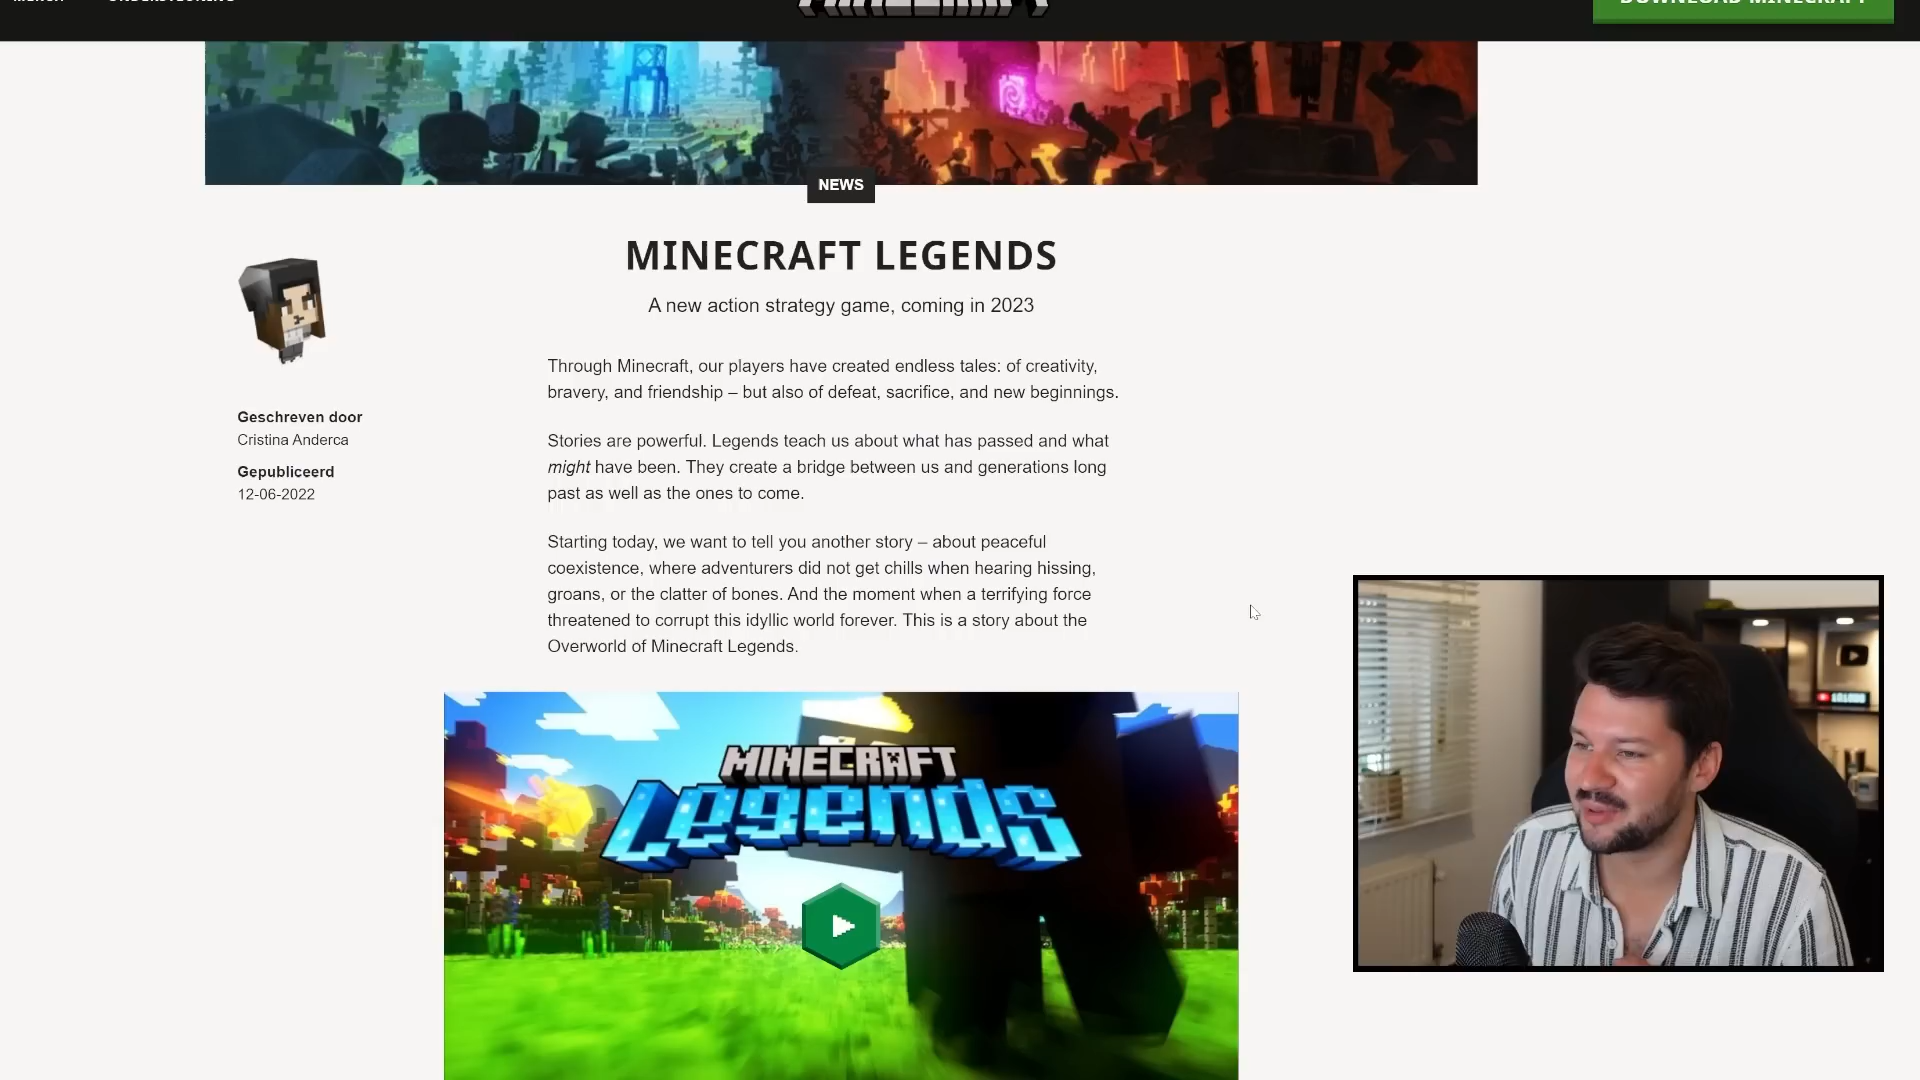 NEWS
MINECRAFT LEGENDS
A new action strategy game, coming in 2023
Through Minecraft, our players have created endless tales: of creativity,
bravery, and friendship – but also of defeat, sacrifice, and new beginnings.
Geschreven door
Cristina Anderca
Gepubliceerd
12-06-2022
Stories are powerful. Legends teach us about what has passed and what
might have been. They create a bridge between us and generations long
past as well as the ones to come.
Starting today, we want to tell you another story – about peaceful
coexistence, where adventurers did not get chills when hearing hissing,
groans, or the clatter of bones. And the moment when a terrifying force
threatened to corrupt this idyllic world forever. This is a story about the
Overworld of Minecraft Legends.
MINECRAFT
Legends